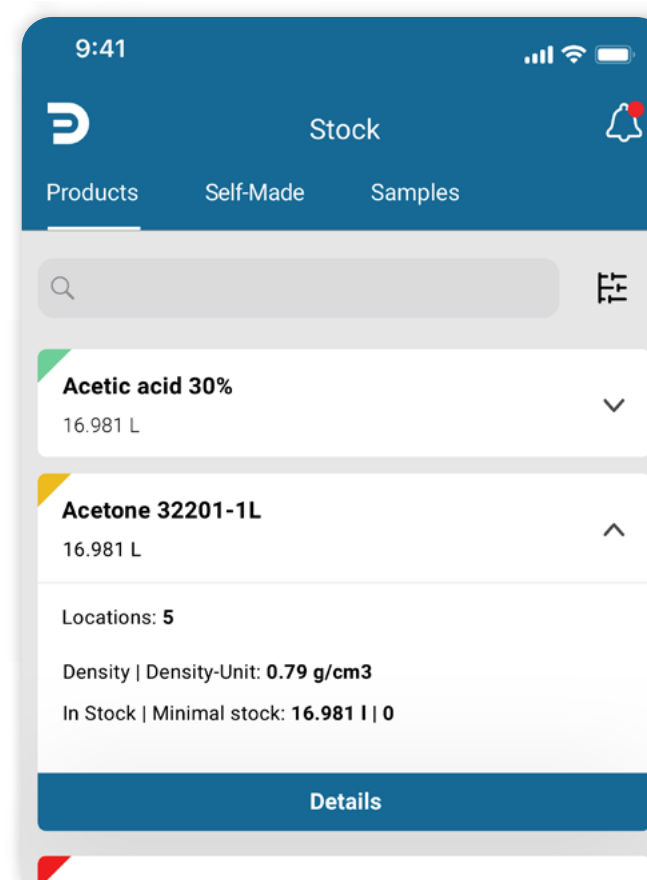 9:41
Stock
Products Self-Made Samples
Acetic acid 30%
16.981 L
Acetone 32201-1L
16.981 L
Locations: 5
Density | Density-Unit: 0.79 g/cm3
In Stock | Minimal stock: 16.981 l | 0
Details